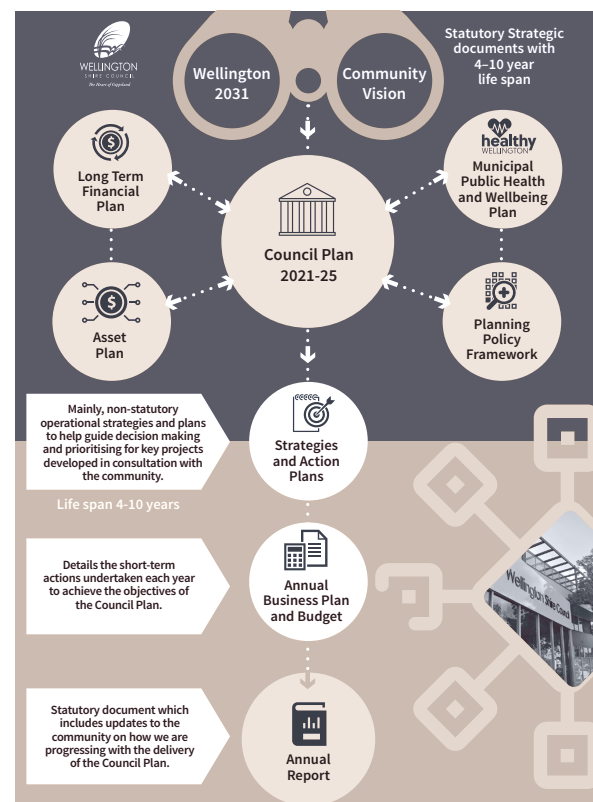 WELLINGTON
SHIRE COUNCIL
The Heart of Gippsland
Wellington
2031
Community
Vision
Statutory Strategic
documents with
4–10 year
life span
Long Term
Financial
Plan
healthy
WELLINGTON
Municipal
Public Health
and Wellbeing
Plan
Council Plan
2021-25
Asset
Plan
Planning
Policy
Framework
Mainly, non-statutory
operational strategies and plans
to help guide decision making
and prioritising for key projects
developed in consultation with
the community.
Strategies
and Action
Plans
Life span 4-10 years
Details the short-term
actions undertaken each year
to achieve the objectives of
the Council Plan.
Annual
Business Plan
and Budget
Wellington Shire Council
Statutory document which
includes updates to the
community on how we are
progressing with the delivery
of the Council Plan.
Annual
Report